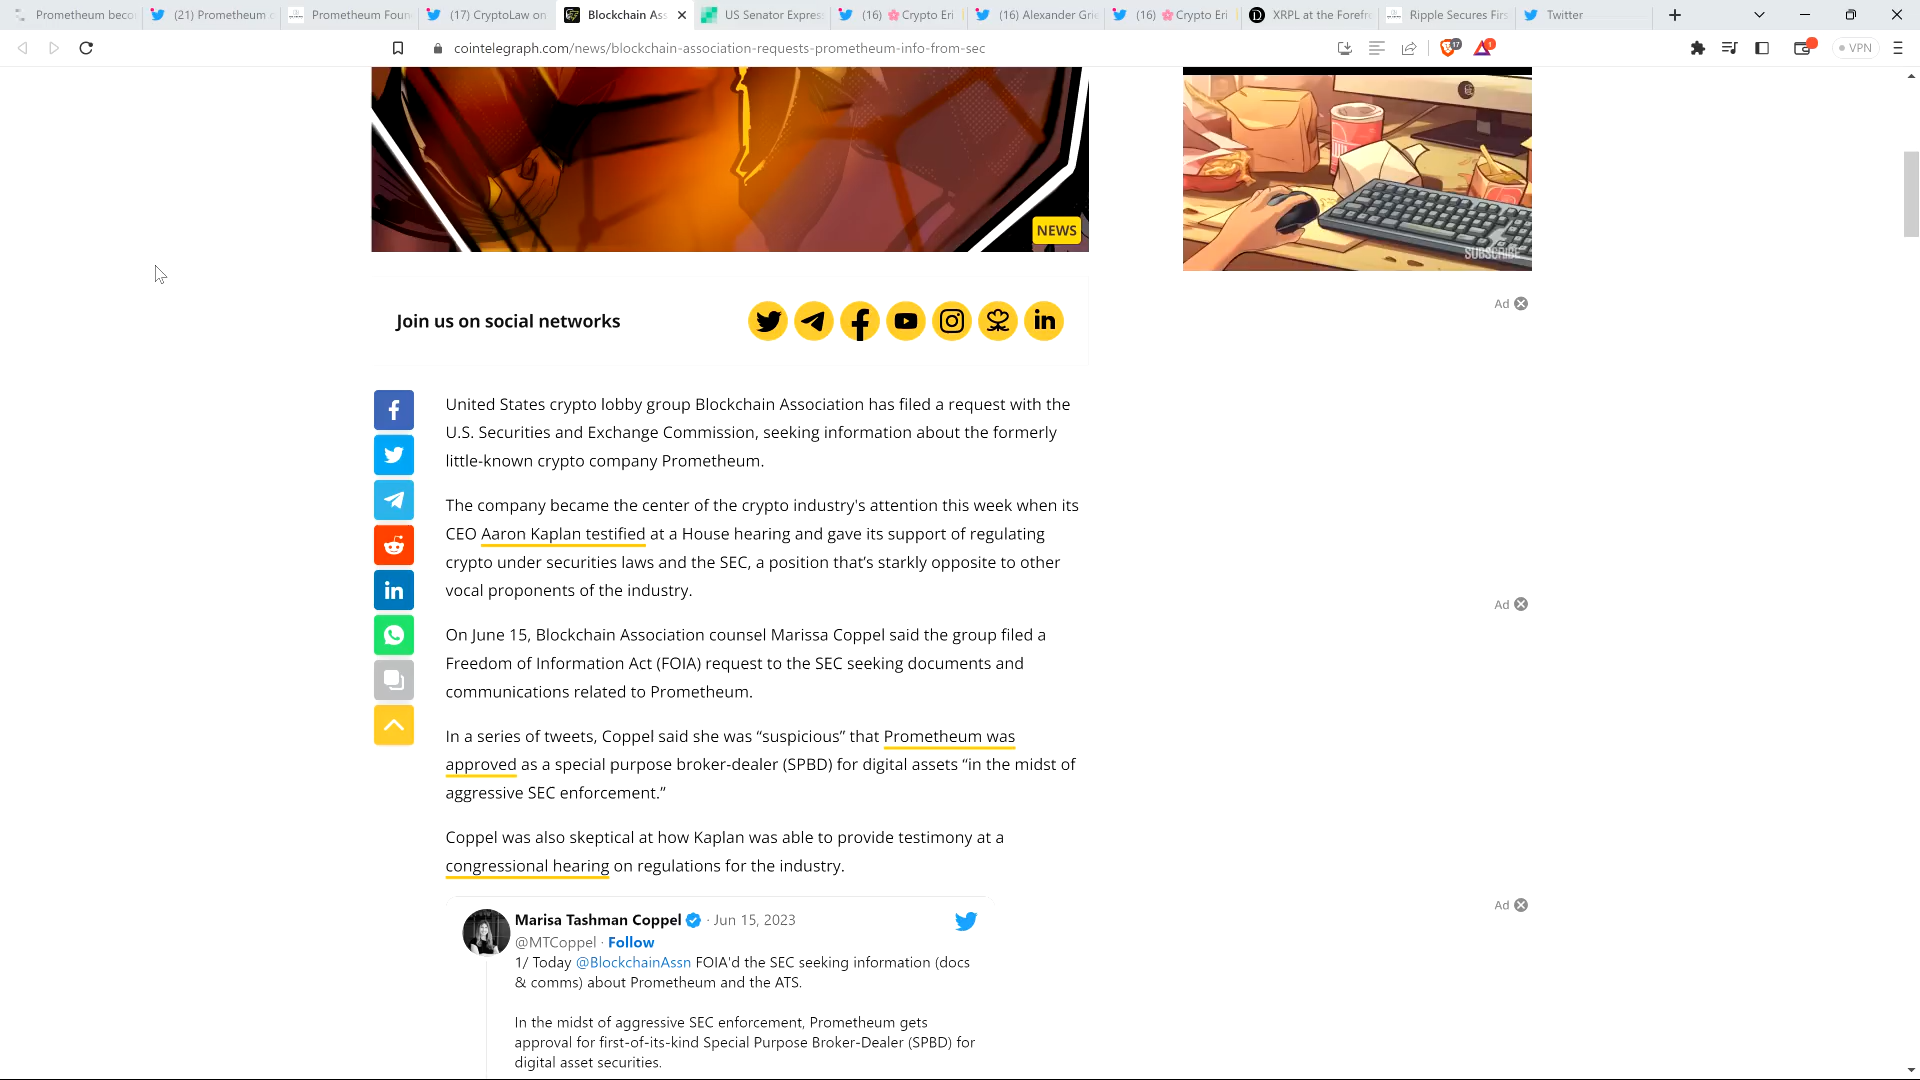 Prometheum beco
(21) Prometheum c
Prometheum Foun
(17) CryptoLaw on
Blockchain Ass
US Senator Express
(16) 🌸 Crypto Eri
(16) Alexander Grie
(16) 🌸 Crypto Eri
XRPL at the Forefro
Ripple Secures Firs
Twitter
cointelegraph.com/news/blockchain-association-requests-prometheum-info-from-sec
VPN
NEWS
SUBSCRIBE
Ad
Join us on social networks
United States crypto lobby group Blockchain Association has filed a request with the
U.S. Securities and Exchange Commission, seeking information about the formerly
little-known crypto company Prometheum.
The company became the center of the crypto industry's attention this week when its
CEO Aaron Kaplan testified at a House hearing and gave its support of regulating
crypto under securities laws and the SEC, a position that’s starkly opposite to other
vocal proponents of the industry.
Ad
On June 15, Blockchain Association counsel Marissa Coppel said the group filed a
Freedom of Information Act (FOIA) request to the SEC seeking documents and
communications related to Prometheum.
In a series of tweets, Coppel said she was “suspicious” that Prometheum was
approved as a special purpose broker-dealer (SPBD) for digital assets “in the midst of
aggressive SEC enforcement.”
Coppel was also skeptical at how Kaplan was able to provide testimony at a
congressional hearing on regulations for the industry.
Ad
Marisa Tashman Coppel · Jun 15, 2023
@MTCoppel · Follow
1/ Today @BlockchainAssn FOIA'd the SEC seeking information (docs
& comms) about Prometheum and the ATS.
In the midst of aggressive SEC enforcement, Prometheum gets
approval for first-of-its-kind Special Purpose Broker-Dealer (SPBD) for
digital asset securities.